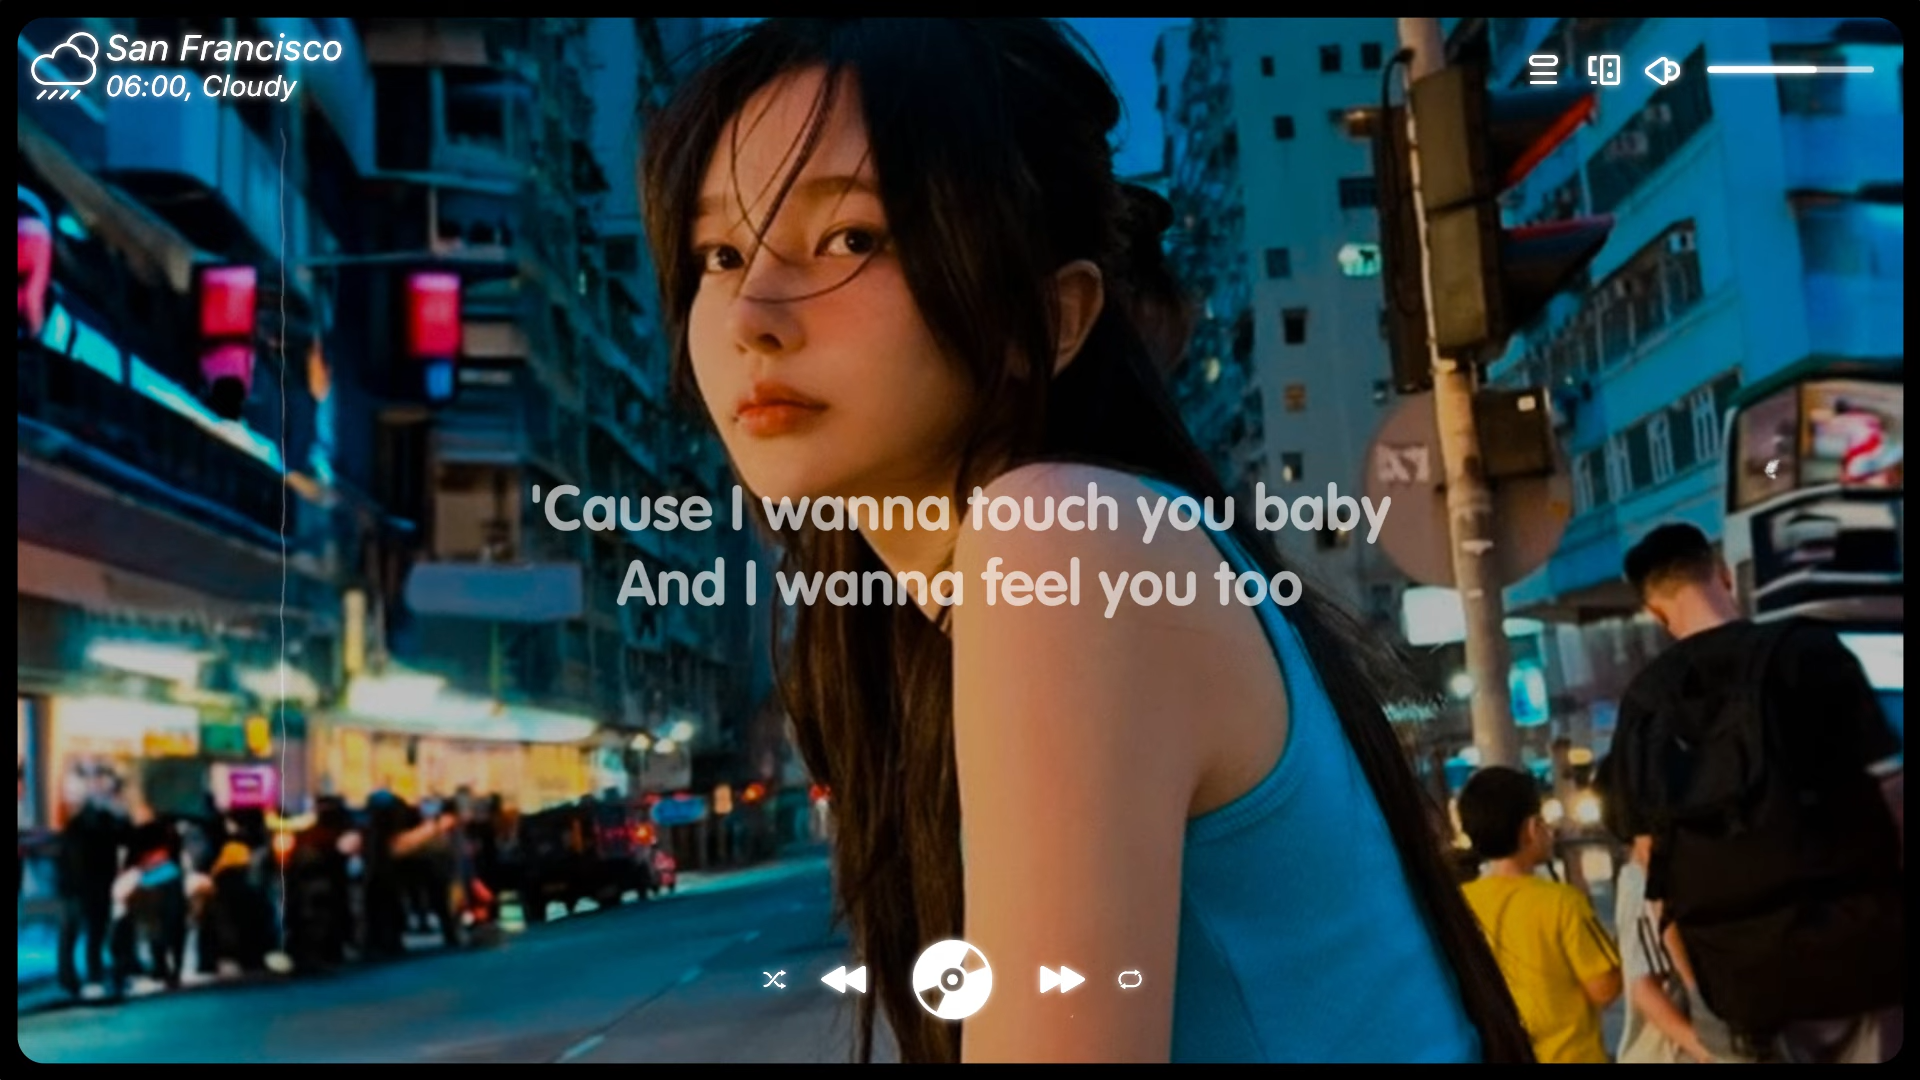 San Francisco
06:00, Cloudy
'Cause I wanna touch you baby
And I wanna feel you too